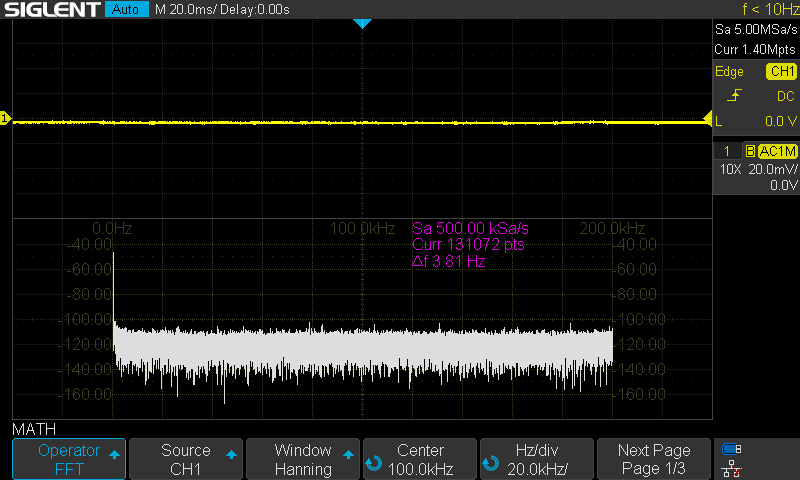 SIGLENT Auto M 20.0ms/ Delay:0.00s f < 10Hz
Sa 5.00MSa/s
Curr 1.40Mpts
Edge CH1
DC
L 0.0 V
1 B AC1M
10X 20.0mV/
0.0V
1
0.0Hz 100.0kHz 200.0kHz
Sa 500.00 kSa/s
Curr 131072 pts
Δf 3.81 Hz
-40.00 -40.00
-60.00 -60.00
-80.00 -80.00
-100.00 -100.00
-120.00 -120.00
-140.00 -140.00
-160.00 -160.00
MATH
Operator
FFT
Source
CH1
Window
Hanning
Center
100.0kHz
Hz/div
20.0kHz/
Next Page
Page 1/3